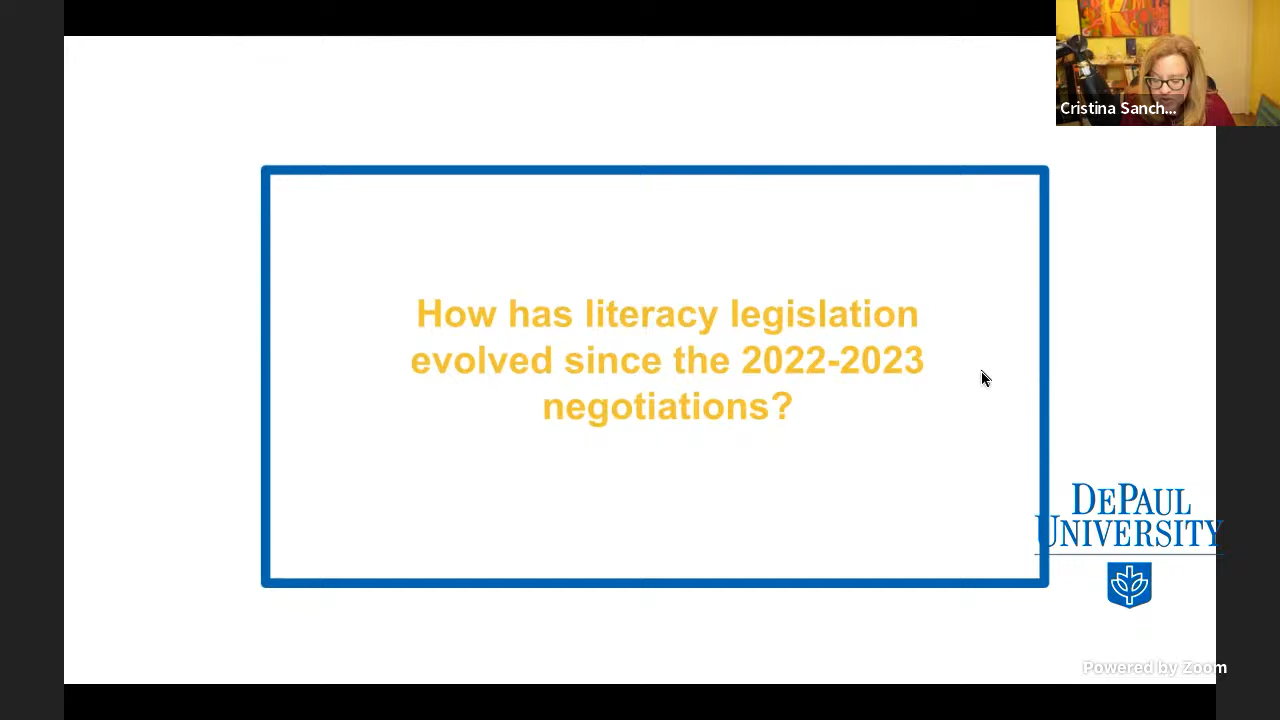 Cristina Sanch...
How has literacy legislation
evolved since the 2022-2023
negotiations?
DEPAUL
UNIVERSITY
Powered by Zoom